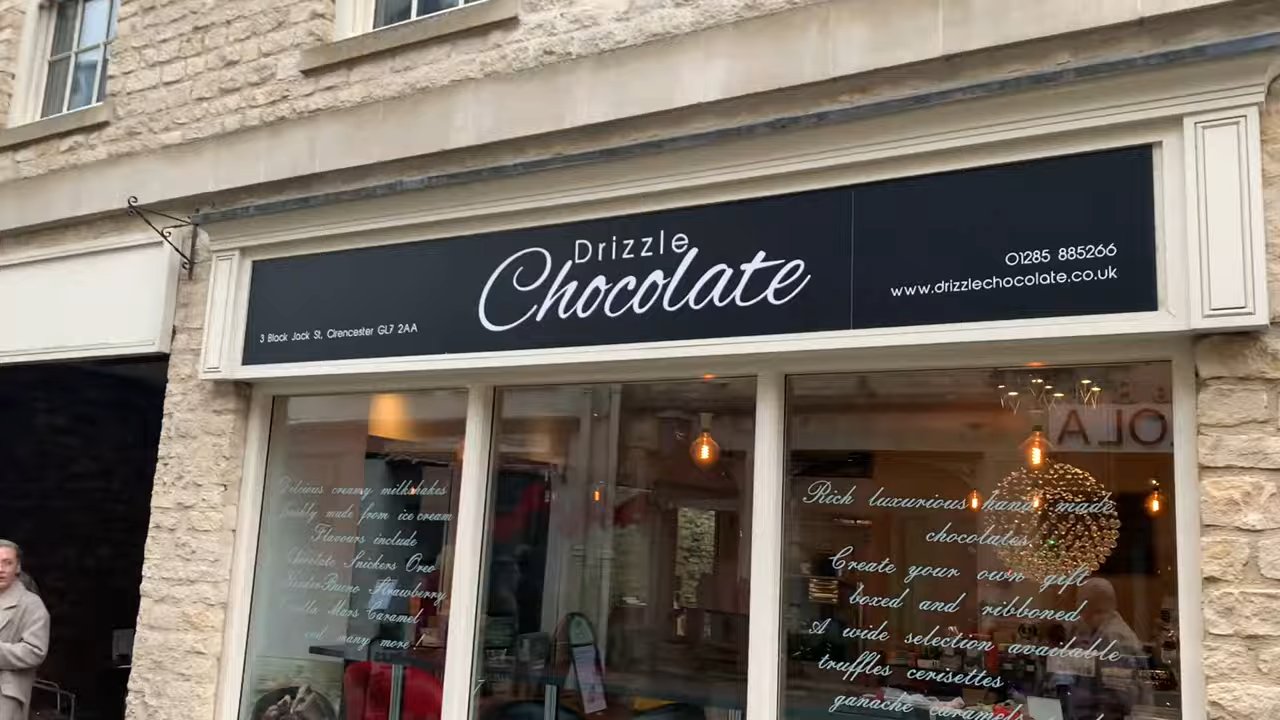 Drizzle
Chocolate
3 Black Jack St, Cirencester GL7 2AA
01285 885266
www.drizzlechocolate.co.uk
Delicious creamy milkshakes
freshly made from ice cream
Flavours include
Chocolate Snickers Oreo
Kinder Bueno Strawberry
Vanilla Mars Caramel
and many more!
Rich luxurious hand made
chocolates.
Create your own gift
boxed and ribboned
A wide selection available
truffles cerisettes
ganache caramels